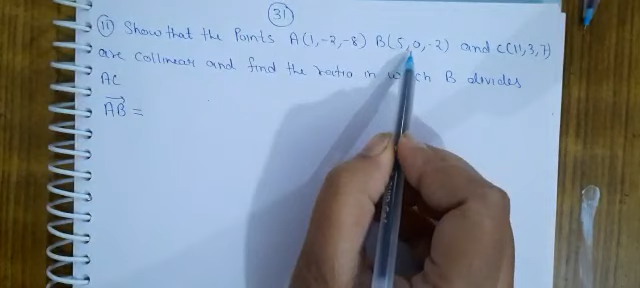 31
11 Show that the Points A(1,-2,-8) B(5,0,-2) and C(11,3,7)
are collinear and find the ratio in which B divides
AC
AB =